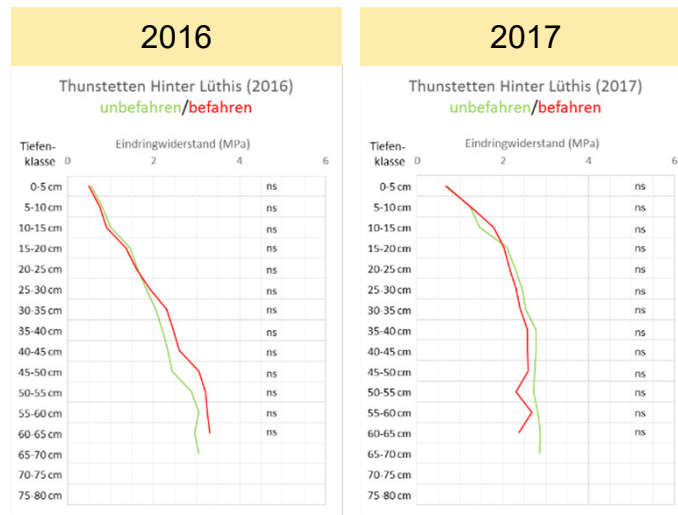 2016
Thunstetten Hinter Lüthis (2016)
unbefahren/befahren
Tiefen-
klasse
Eindringwiderstand (MPa)
0 2 4 6
0-5 cm ns
5-10 cm ns
10-15 cm ns
15-20 cm ns
20-25 cm ns
25-30 cm ns
30-35 cm ns
35-40 cm ns
40-45 cm ns
45-50 cm ns
50-55 cm ns
55-60 cm ns
60-65 cm ns
65-70 cm
70-75 cm
75-80 cm
2017
Thunstetten Hinter Lüthis (2017)
unbefahren/befahren
Tiefen-
klasse
Eindringwiderstand (MPa)
0 2 4 6
0-5 cm ns
5-10 cm ns
10-15 cm ns
15-20 cm ns
20-25 cm ns
25-30 cm ns
30-35 cm ns
35-40 cm ns
40-45 cm ns
45-50 cm ns
50-55 cm ns
55-60 cm ns
60-65 cm ns
65-70 cm
70-75 cm
75-80 cm